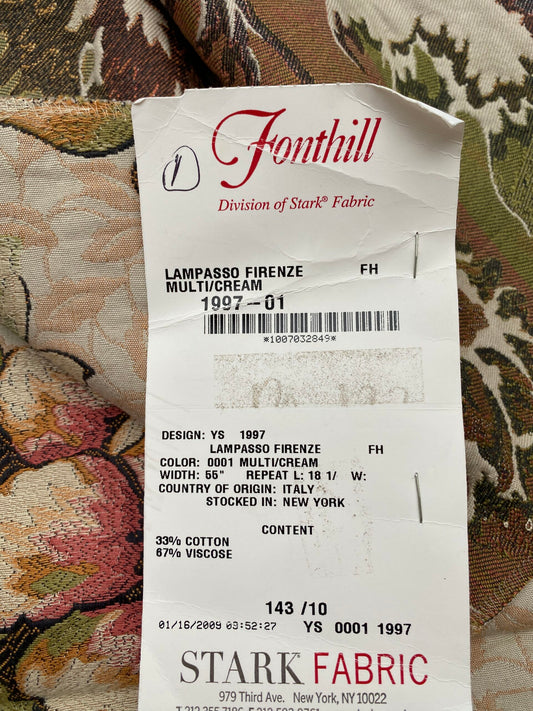 Fonthill
1
Division of Stark® Fabric
LAMPASSO FIRENZE FH
MULTI/CREAM
1997--01
*1007032849*
DESIGN: YS 1997
LAMPASSO FIRENZE FH
COLOR: 0001 MULTI/CREAM
WIDTH: 55" REPEAT L: 18 1/ W:
COUNTRY OF ORIGIN: ITALY
STOCKED IN: NEW YORK
CONTENT
33% COTTON
67% VISCOSE
143 /10
01/16/2009 09:52:27 YS 0001 1997
STARK FABRIC
979 Third Ave. New York, NY 10022